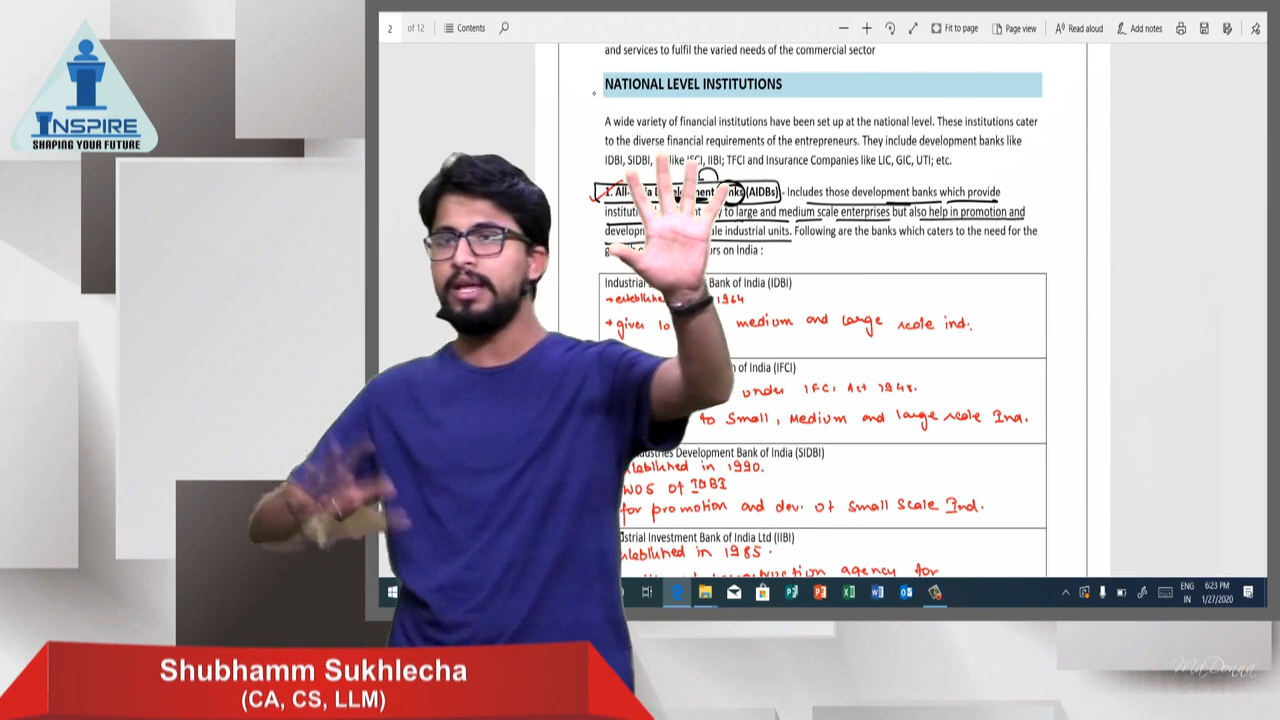 INSPIRE
SHAPING YOUR FUTURE
2 of 12 Contents Fit to page Page view Read aloud Add notes
and services to fulfil the varied needs of the commercial sector
NATIONAL LEVEL INSTITUTIONS
A wide variety of financial institutions have been set up at the national level. These institutions cater
to the diverse financial requirements of the entrepreneurs. They include development banks like
IDBI, SIDBI, like IFCI, IIBI; TFCI and Insurance Companies like LIC, GIC, UTI; etc.
1. All- (AIDBs) - Includes those development banks which provide
to large and medium scale enterprises but also help in promotion and
industrial units. Following are the banks which caters to the need for the
on India :
Industrial Bank of India (IDBI)
→ 1964
→ gives medium and large scale ind.
of India (IFCI)
under IFCI Act 1948.
to Small, Medium and large scale Ind.
Development Bank of India (SIDBI)
in 1990.
WOS of IDBI
for promotion and dev. of small scale Ind.
Investment Bank of India Ltd (IIBI)
in 1985.
agency for
ENG
IN
6:23 PM
1/27/2020
MaDonna
Shubhamm Sukhlecha
(CA, CS, LLM)